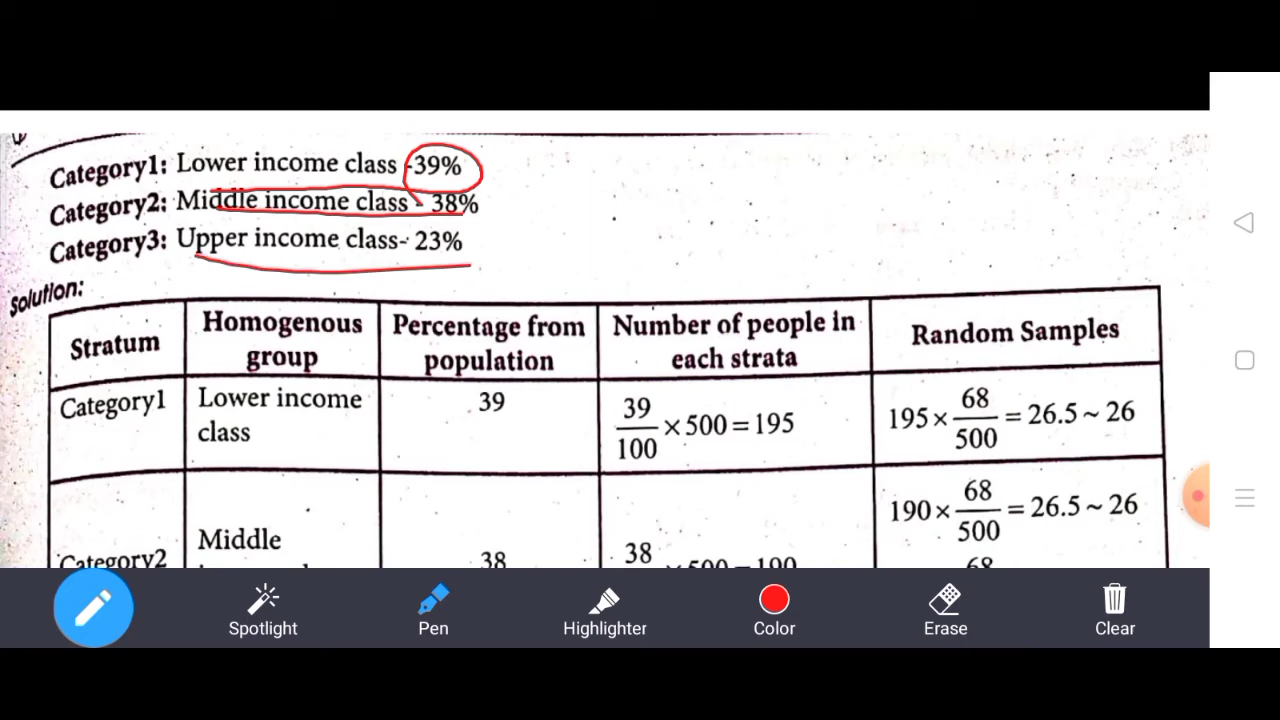 Category1: Lower income class -39%
Category2: Middle income class - 38%
Category3: Upper income class- 23%
Solution:
Stratum | Homogenous group | Percentage from population | Number of people in each strata | Random Samples
Category1 | Lower income class | 39 | 39/100 × 500 = 195 | 195 × 68/500 = 26.5 ~ 26
Category2 | Middle | 38 | 38 × 500 = 190 | 190 × 68/500 = 26.5 ~ 26
68
Spotlight Pen Highlighter Color Erase Clear